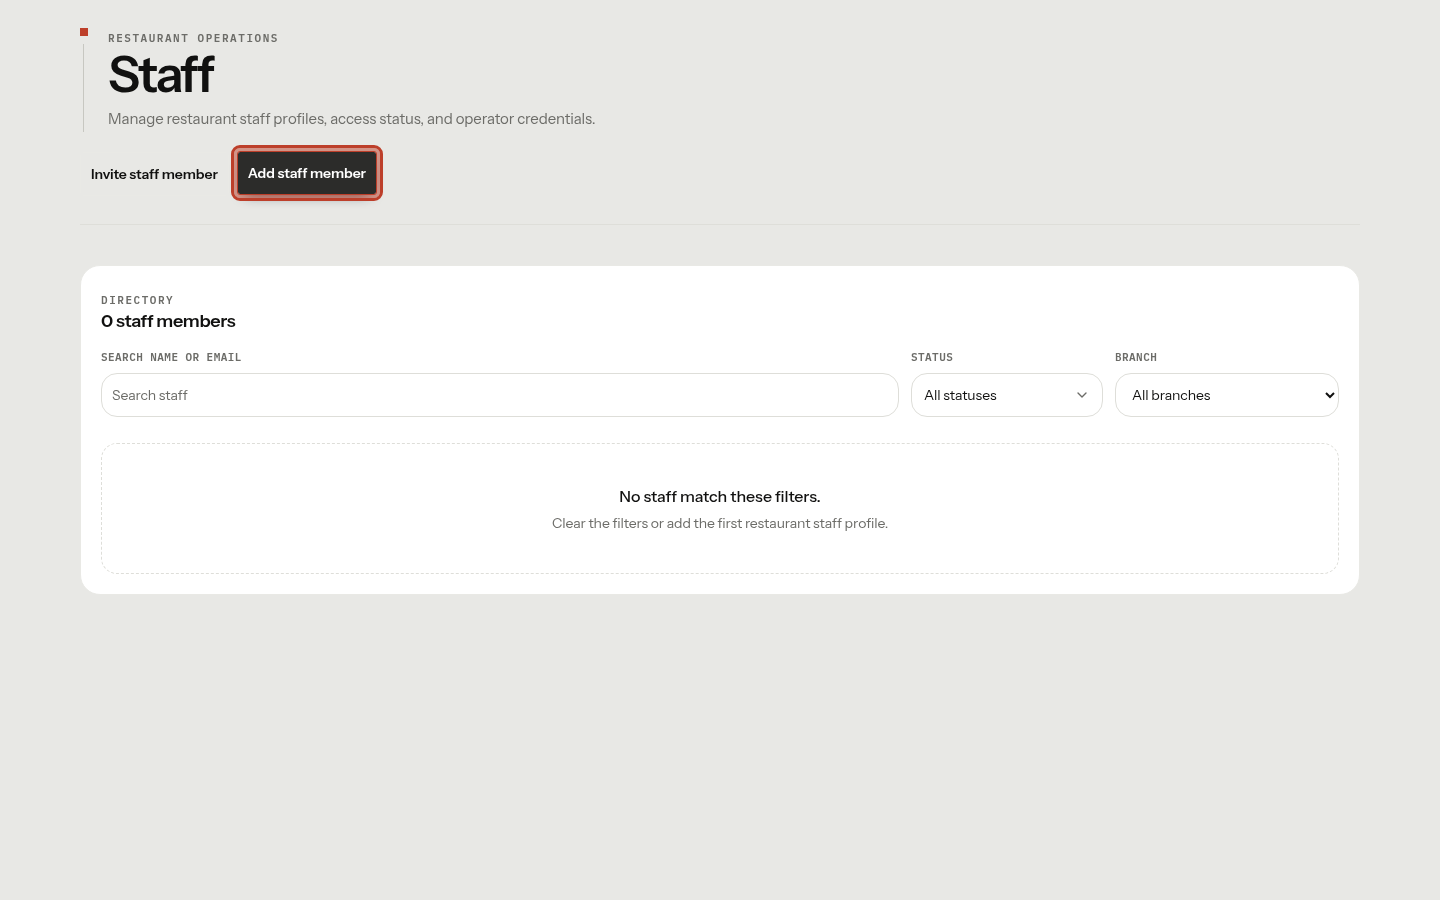 RESTAURANT OPERATIONS
Staff
Manage restaurant staff profiles, access status, and operator credentials.
Invite staff member
Add staff member
DIRECTORY
0 staff members
SEARCH NAME OR EMAIL
STATUS
BRANCH
Search staff
All statuses
All branches
No staff match these filters.
Clear the filters or add the first restaurant staff profile.